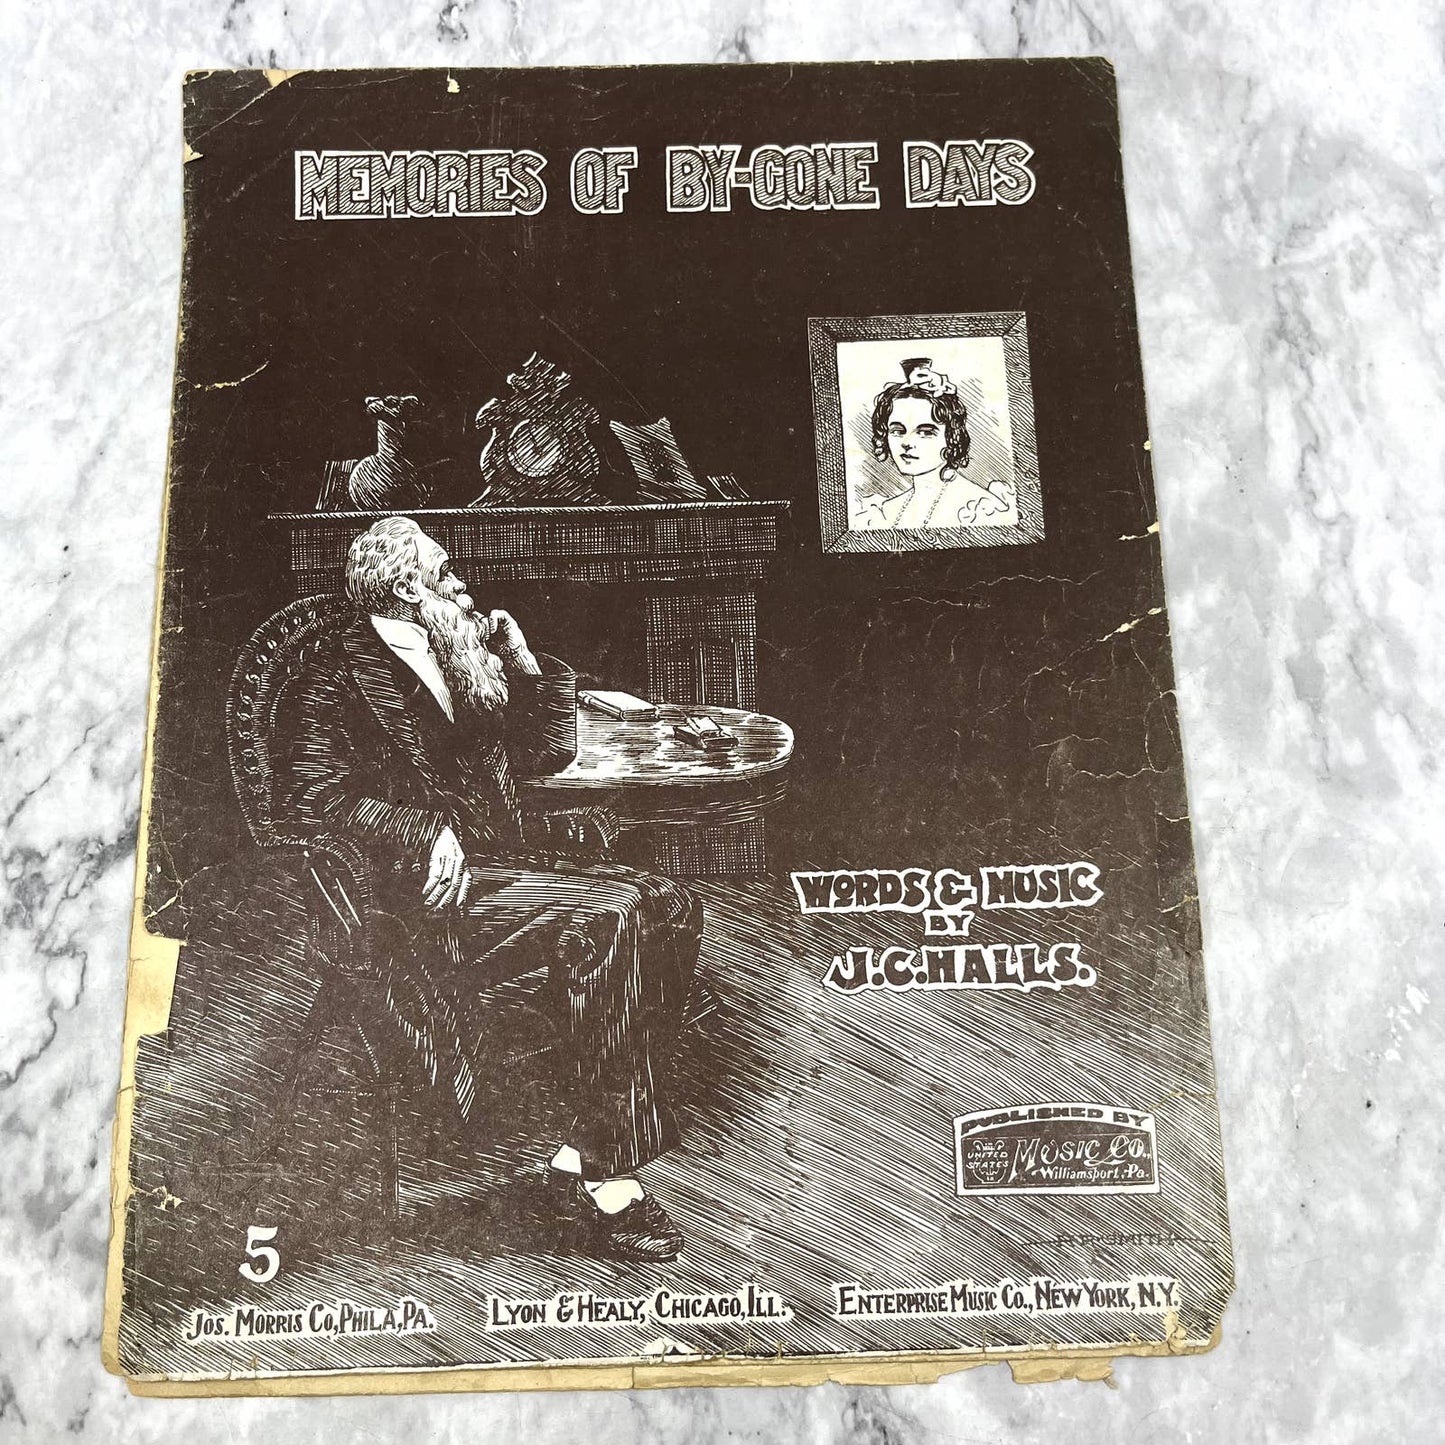 MEMORIES OF BY-GONE DAYS
WORDS & MUSIC
BY
J.C.HALLS.
PUBLISHED BY
UNITED STATES
MUSIC CO.,
Williamsport, Pa.
5
JOS. MORRIS CO, PHILA, PA.
LYON & HEALY, CHICAGO, ILL.
ENTERPRISE MUSIC CO., NEW YORK, N.Y.